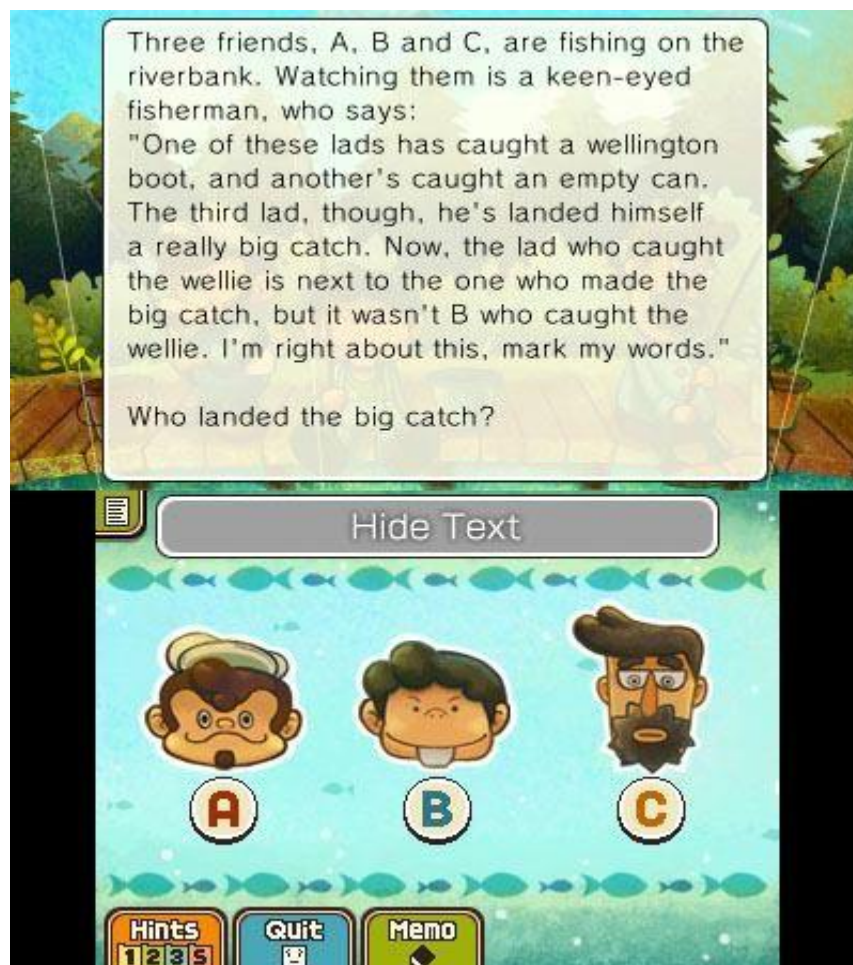 Three friends, A, B and C, are fishing on the
riverbank. Watching them is a keen-eyed
fisherman, who says:
"One of these lads has caught a wellington
boot, and another's caught an empty can.
The third lad, though, he's landed himself
a really big catch. Now, the lad who caught
the wellie is next to the one who made the
big catch, but it wasn't B who caught the
wellie. I'm right about this, mark my words."
Who landed the big catch?
Hide Text
A B C
Hints Quit Memo
1 2 3 S